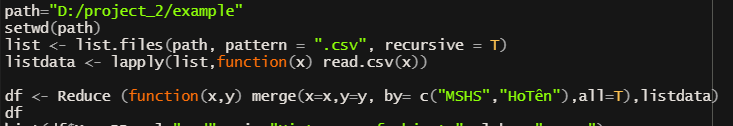 path="D:/project_2/example"
setwd(path)
list <- list.files(path, pattern = ".csv", recursive = T)
listdata <- lapply(list,function(x) read.csv(x))
df <- Reduce (function(x,y) merge(x=x,y=y, by= c("MSHS","HoTên"),all=T),listdata)
df